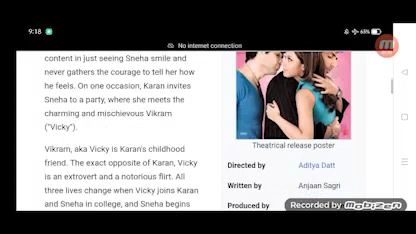 9:18
65%
No internet connection
content in just seeing Sneha smile and
never gathers the courage to tell her how
he feels. On one occasion, Karan invites
Sneha to a party, where she meets the
charming and mischievous Vikram
("Vicky").
Vikram, aka Vicky is Karan's childhood
friend. The exact opposite of Karan, Vicky
is an extrovert and a notorious flirt. All
three lives change when Vicky joins Karan
and Sneha in college, and Sneha begins
Theatrical release poster
Directed by Aditya Datt
Written by Anjaan Sagri
Produced by
Recorded by mobizen